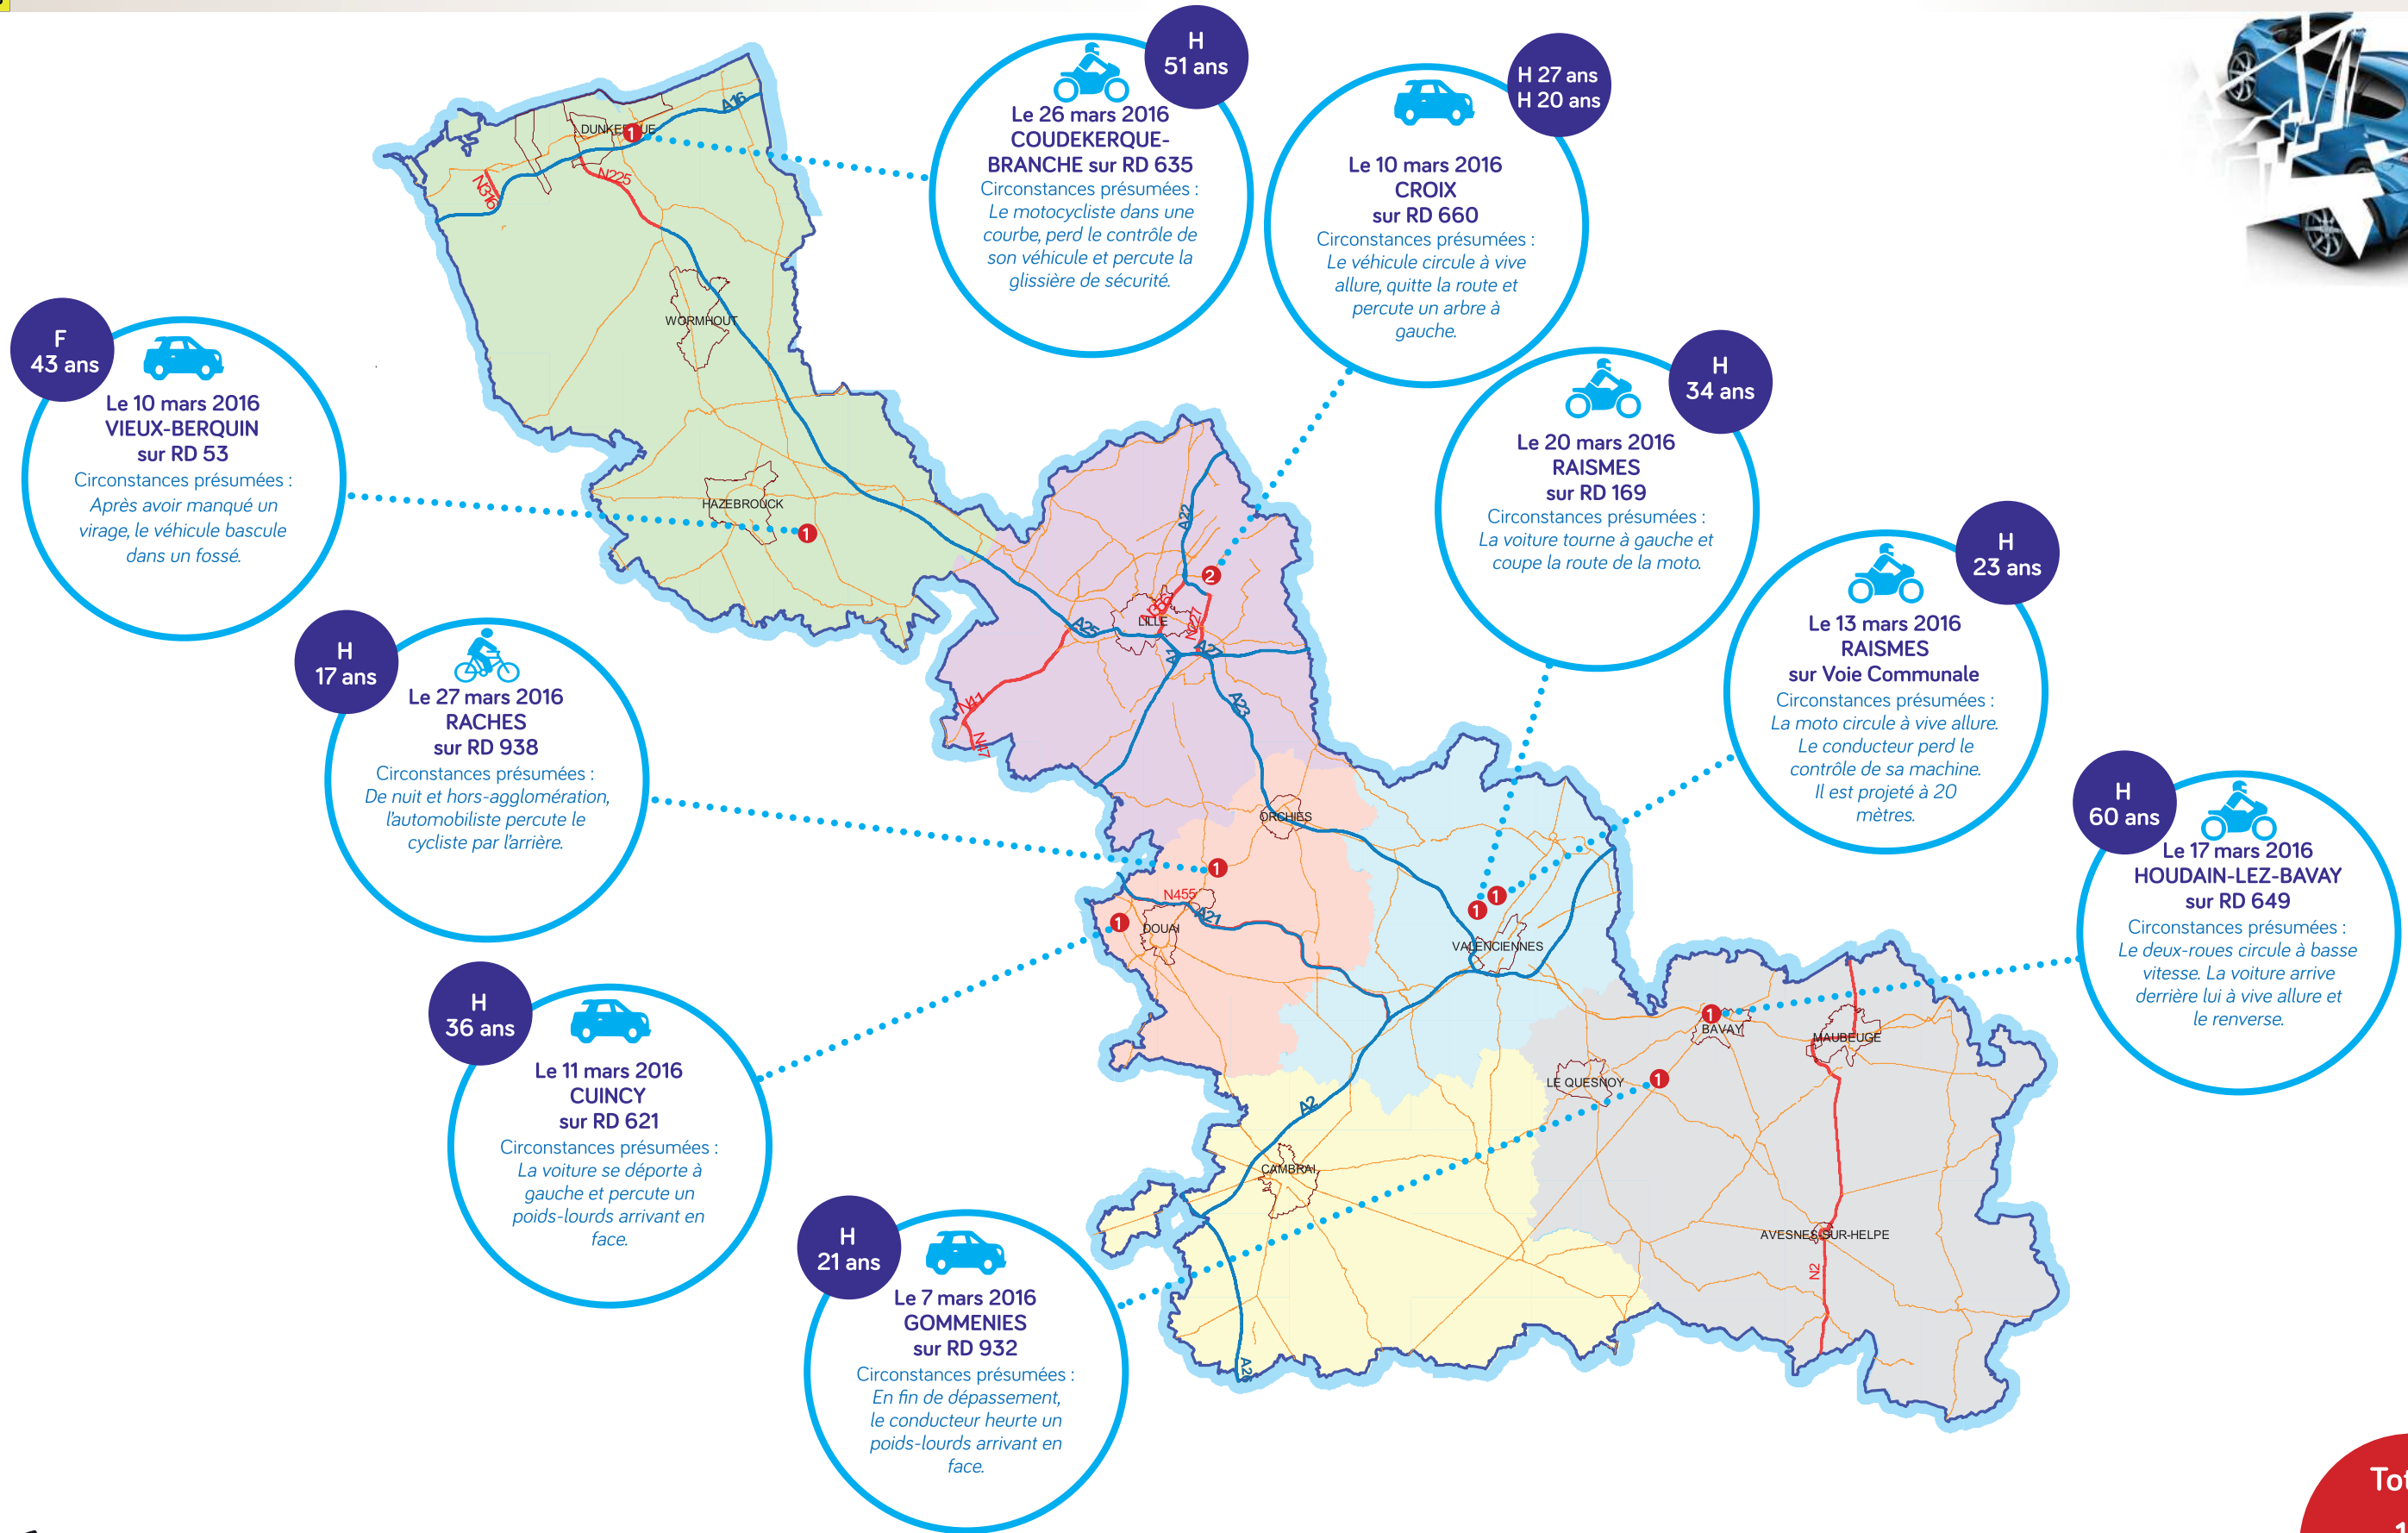 H
51 ans
Le 26 mars 2016
COUDEKERQUE-
BRANCHE sur RD 635
Circonstances présumées :
Le motocycliste dans une
courbe, perd le contrôle de
son véhicule et percute la
glissière de sécurité.
H 27 ans
H 20 ans
Le 10 mars 2016
CROIX
sur RD 660
Circonstances présumées :
Le véhicule circule à vive
allure, quitte la route et
percute un arbre à
gauche.
F
43 ans
Le 10 mars 2016
VIEUX-BERQUIN
sur RD 53
Circonstances présumées :
Après avoir manqué un
virage, le véhicule bascule
dans un fossé.
H
34 ans
Le 20 mars 2016
RAISMES
sur RD 169
Circonstances présumées :
La voiture tourne à gauche et
coupe la route de la moto.
H
23 ans
Le 13 mars 2016
RAISMES
sur Voie Communale
Circonstances présumées :
La moto circule à vive allure.
Le conducteur perd le
contrôle de sa machine.
Il est projeté à 20
mètres.
H
17 ans
Le 27 mars 2016
RACHES
sur RD 938
Circonstances présumées :
De nuit et hors-agglomération,
l'automobiliste percute le
cycliste par l'arrière.
H
60 ans
Le 17 mars 2016
HOUDAIN-LEZ-BAVAY
sur RD 649
Circonstances présumées :
Le deux-roues circule à basse
vitesse. La voiture arrive
derrière lui à vive allure et
le renverse.
H
36 ans
Le 11 mars 2016
CUINCY
sur RD 621
Circonstances présumées :
La voiture se déporte à
gauche et percute un
poids-lourds arrivant en
face.
H
21 ans
Le 7 mars 2016
GOMMENIES
sur RD 932
Circonstances présumées :
En fin de dépassement,
le conducteur heurte un
poids-lourds arrivant en
face.
A16
1
N316
N225
WORMHOUT
HAZEBROUCK
1
A22
2
LILLE
A25
A1
A27
N41
N47
A23
ORCHIES
1
N455
A21
1
DOUAI
1
1
VALENCIENNES
1
BAVAY
MAUBEUGE
LE QUESNOY
1
A2
CAMBRAI
AVESNES-SUR-HELPE
N2